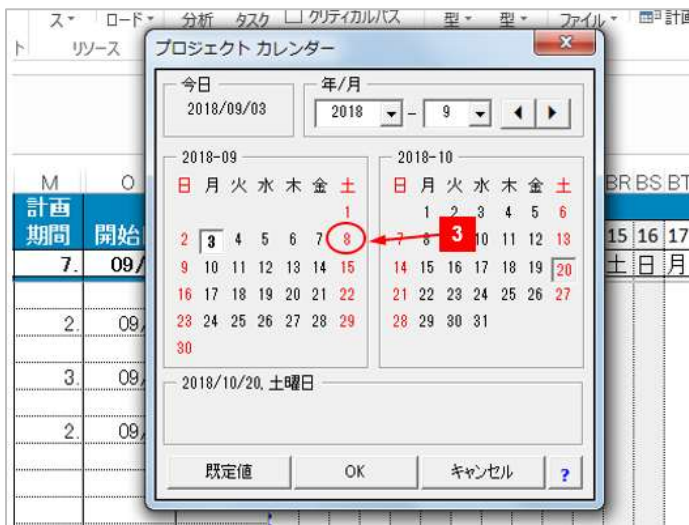 ス ロード 分析 タスク クリティカルパス 型 型 ファイル 計画
ト リソース
プロジェクト カレンダー
今日
2018/09/03
年/月
2018 - 9
2018-09
日 月 火 水 木 金 土
1
2 3 4 5 6 7 8
9 10 11 12 13 14 15
16 17 18 19 20 21 22
23 24 25 26 27 28 29
30
2018-10
日 月 火 水 木 金 土
1 2 3 4 5 6
7 8 3 10 11 12 13
14 15 16 17 18 19 20
21 22 23 24 25 26 27
28 29 30 31
2018/10/20, 土曜日
既定値 OK キャンセル ?
M O
計画
期間 開始
7. 09/
2. 09/
3. 09/
2. 09/
BR BS BT
15 16 17
土 日 月